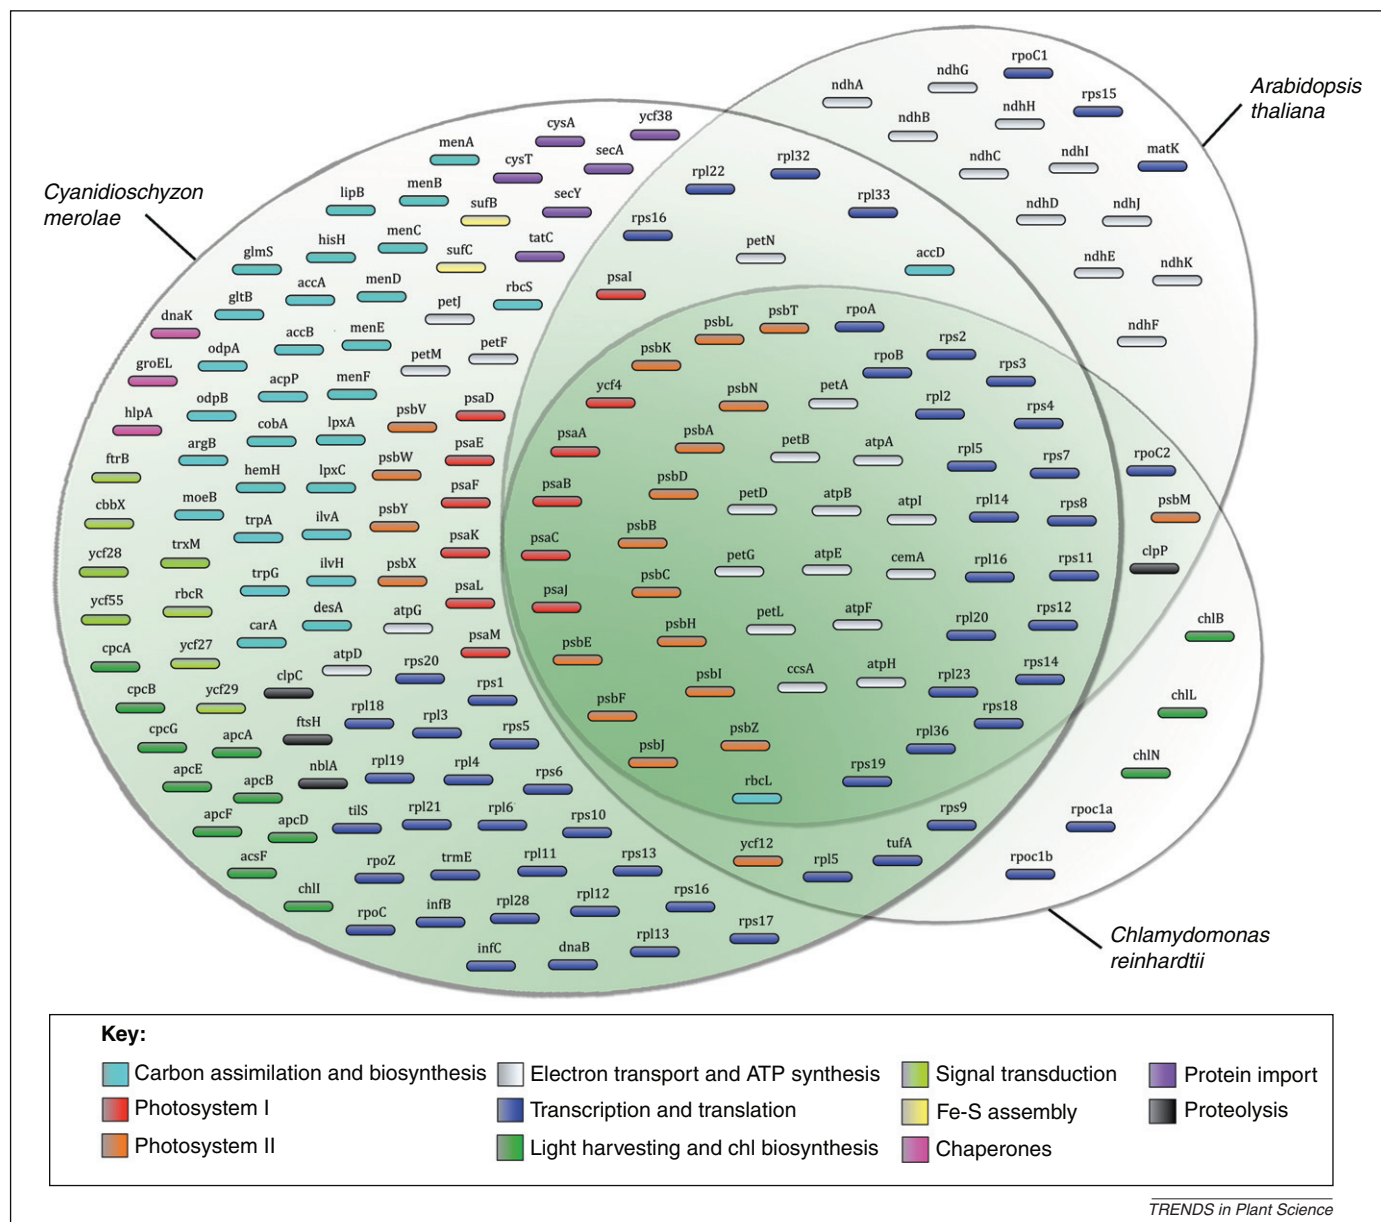 rpoC1
ndhG
ndhA
rps15
Arabidopsis
thaliana
ndhH
ndhB
cysA
ycf38
menA
secA
cysT
ndhC
ndhI
matK
rpl32
rpl22
Cyanidioschyzon
merolae
lipB
menB
sufB
secY
rpl33
ndhD
ndhJ
rps16
menC
tatC
petN
accD
glmS
hisH
sufC
ndhE
ndhK
accA
menD
rbcS
psaI
gltB
petJ
dnaK
psbL
psbT
rpoA
ndhF
accB
menE
petF
rps2
odpA
petM
psbK
rpoB
rps3
groEL
acpP
menF
ycf4
psbN
petA
rpl2
rps4
hlpA
odpB
cobA
lpxA
psbV
psaD
psaA
psbA
petB
atpA
argB
psaE
rpl5
rps7
rpoC2
ftrB
hemH
lpxC
psbW
psaF
psaB
psbD
petD
atpB
atpI
rpl14
rps8
psbM
cbbX
moeB
trpA
ilvA
psbY
psaK
psaC
psbB
ycf28
trxM
trpG
ilvH
psbX
petG
atpE
cemA
rpl16
rps11
clpP
ycf55
rbcR
desA
atpG
psaL
psaJ
psbC
carA
psaM
petL
atpF
rpl20
rps12
chlB
cpcA
ycf27
atpD
rps20
psbE
psbH
clpC
ccsA
atpH
rpl23
rps14
cpcB
ycf29
rps1
psbI
chlL
cpcG
apcA
ftsH
rpl18
rpl3
rps5
psbF
psbZ
rpl36
rps18
apcE
apcB
nblA
rpl19
rpl4
rps6
psbJ
rbcL
rps19
chlN
apcF
apcD
tilS
rpl21
rpl6
rps10
rps9
rpoc1a
acsF
rpoZ
trmE
rpl11
rps13
ycf12
rpl5
tufA
rpoc1b
chlI
rpoC
infB
rpl28
rpl12
rps16
rps17
infC
dnaB
rpl13
Chlamydomonas
reinhardtii
Key:
Carbon assimilation and biosynthesis
Electron transport and ATP synthesis
Signal transduction
Protein import
Photosystem I
Transcription and translation
Fe-S assembly
Proteolysis
Photosystem II
Light harvesting and chl biosynthesis
Chaperones
TRENDS in Plant Science